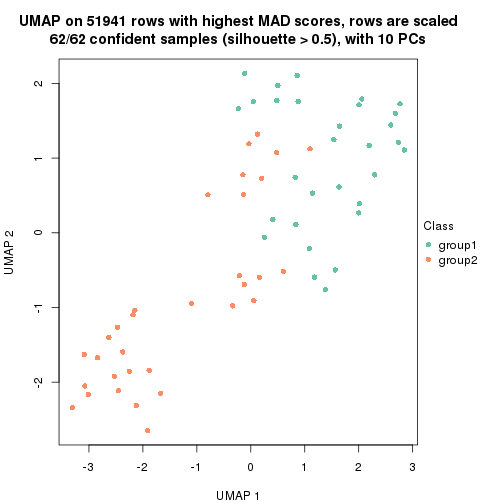 UMAP on 51941 rows with highest MAD scores, rows are scaled
62/62 confident samples (silhouette > 0.5), with 10 PCs
2
1
0
-1
-2
UMAP 2
-3
-2
-1
0
1
2
3
UMAP 1
Class
group1
group2